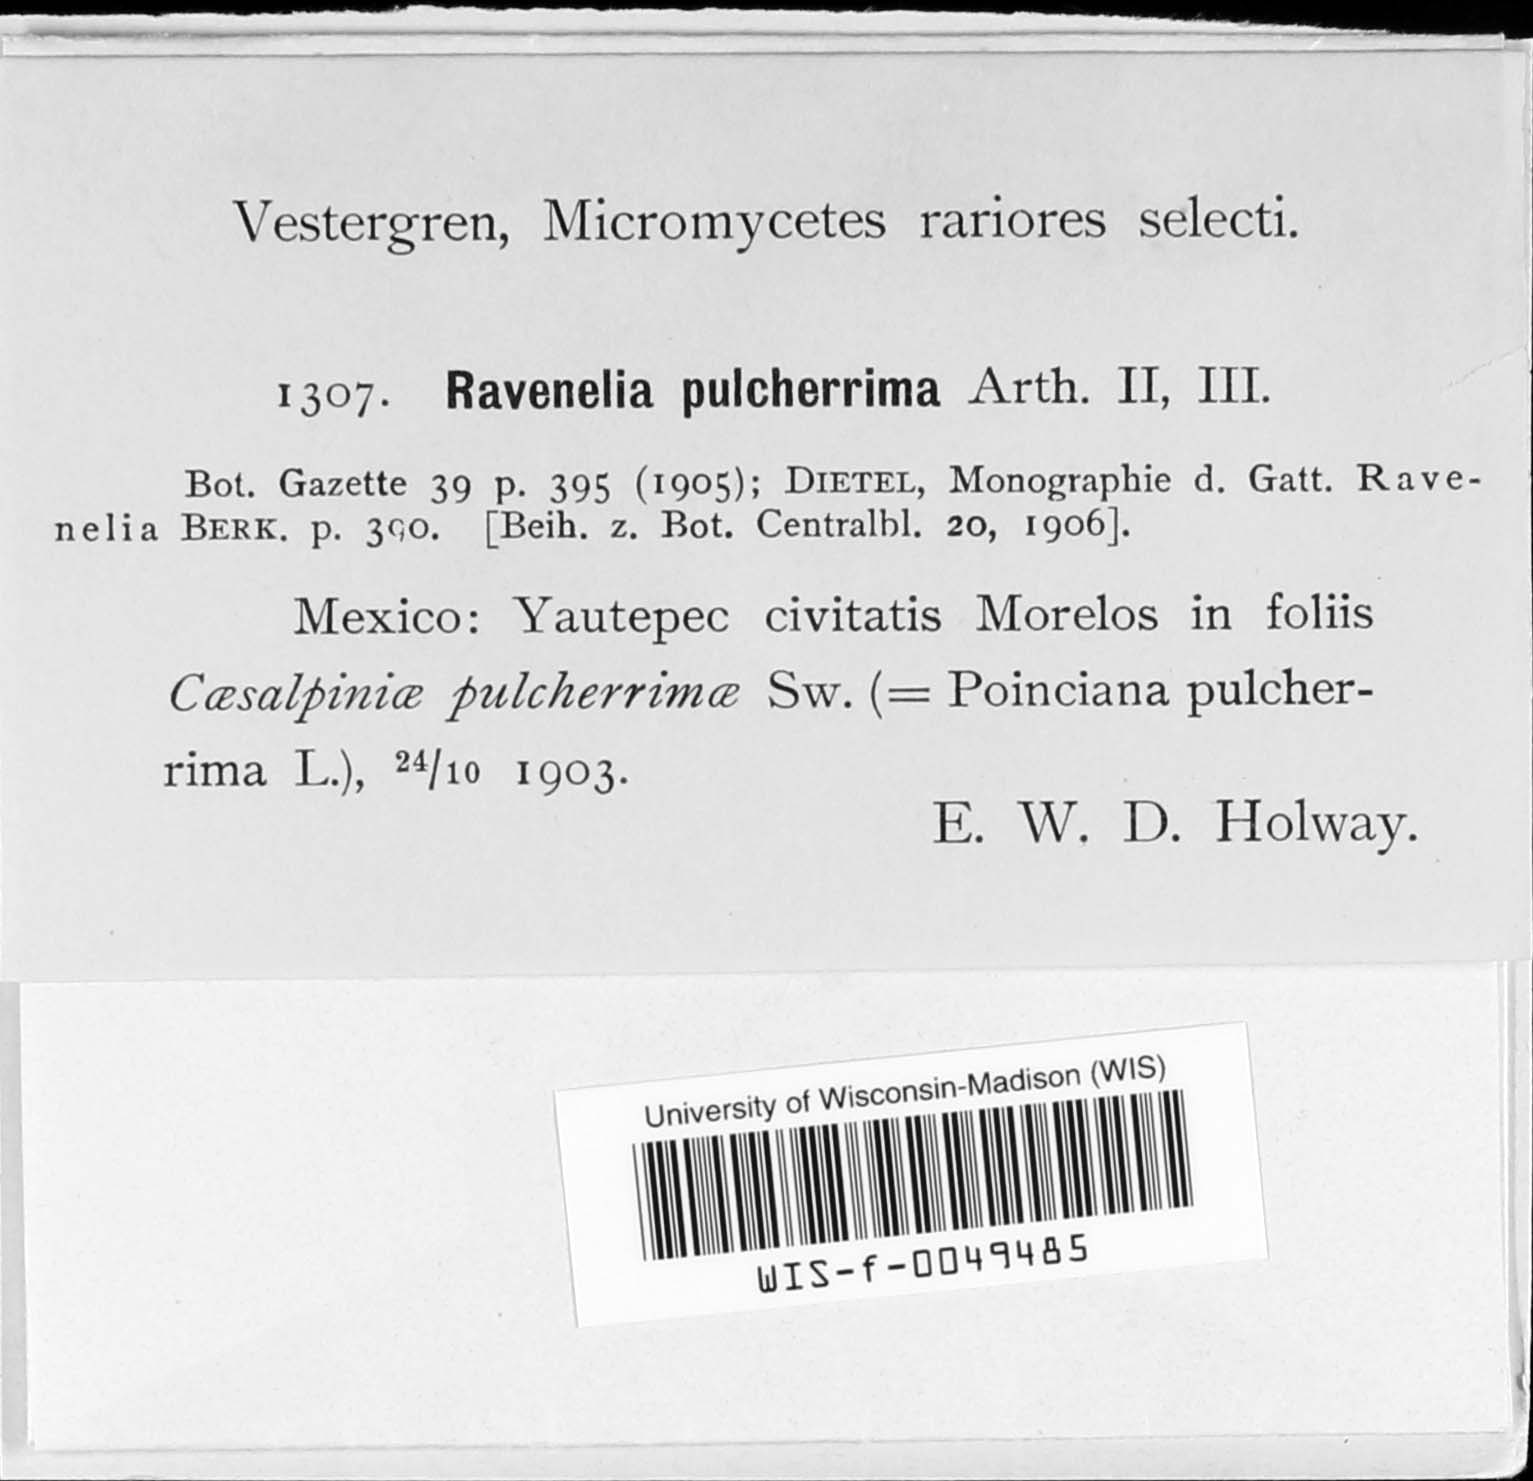 Vestergren, Micromycetes rariores selecti.
1307. Ravenelia pulcherrima Arth. II, III.
Bot. Gazette 39 p. 395 (1905); DIETEL, Monographie d. Gatt. Rave-
nelia BERK. p. 390. [Beih. z. Bot. Centralbl. 20, 1906].
Mexico: Yautepec civitatis Morelos in foliis
Cæsalpiniæ pulcherrimæ Sw. (= Poinciana pulcher-
rima L.), 24/10 1903.
E. W. D. Holway.
University of Wisconsin-Madison (WIS)
WIS-f-0049485